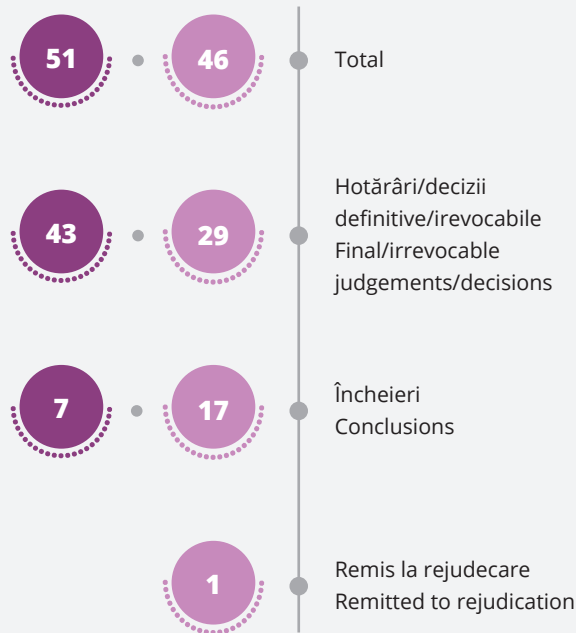 51 46 Total
Hotărâri/decizii
definitive/irevocabile
43 29 Final/irrevocable
judgements/decisions
7 17 Încheieri
Conclusions
1 Remis la rejudecare
Remitted to rejudication